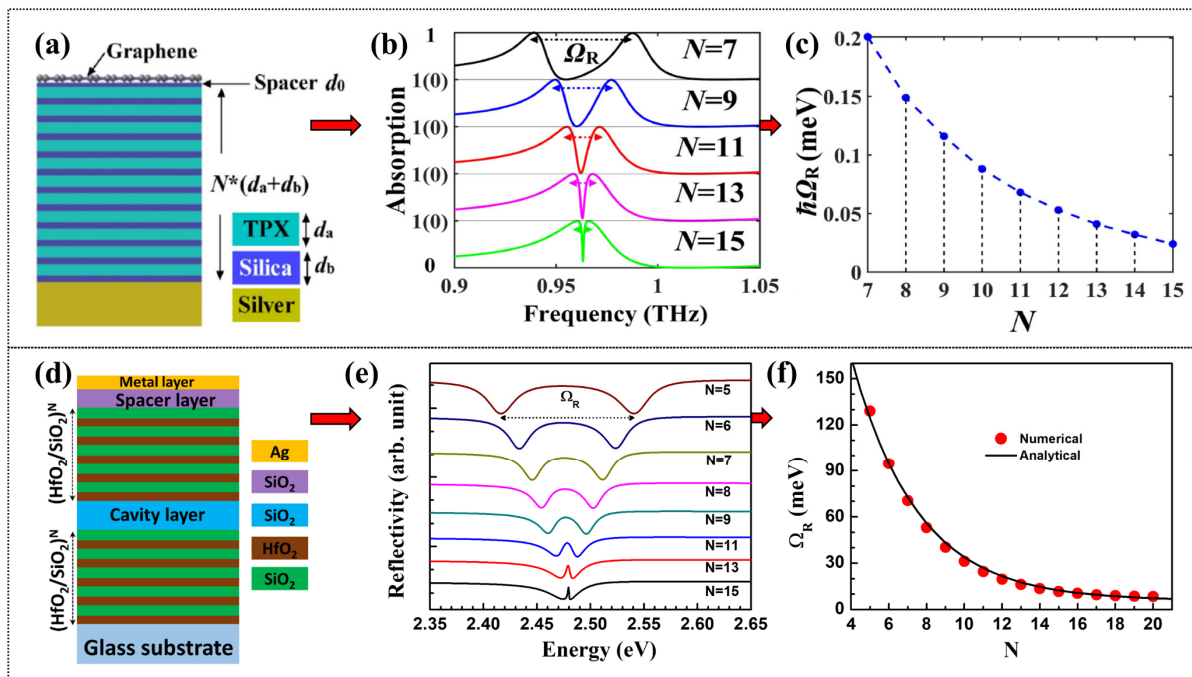 (a)
Graphene
Spacer d₀
N*(dₐ+d_b)
TPX
dₐ
Silica
d_b
Silver
(b)
Absorption
1
1(0)
1(0)
1(0)
1(0)
0
Ω_R
N=7
N=9
N=11
N=13
N=15
0.9
0.95
1
1.05
Frequency (THz)
(c)
ℏΩ_R (meV)
0.2
0.15
0.1
0.05
0
7 8 9 10 11 12 13 14 15
N
(d)
Metal layer
Spacer layer
(HfO₂/SiO₂)ᴺ
Cavity layer
(HfO₂/SiO₂)ᴺ
Glass substrate
Ag
SiO₂
SiO₂
HfO₂
SiO₂
(e)
Reflectivity (arb. unit)
Ω_R
N=5
N=6
N=7
N=8
N=9
N=11
N=13
N=15
2.35 2.40 2.45 2.50 2.55 2.60 2.65
Energy (eV)
(f)
Ω_R (meV)
150
120
90
60
30
0
Numerical
Analytical
4 6 8 10 12 14 16 18 20
N